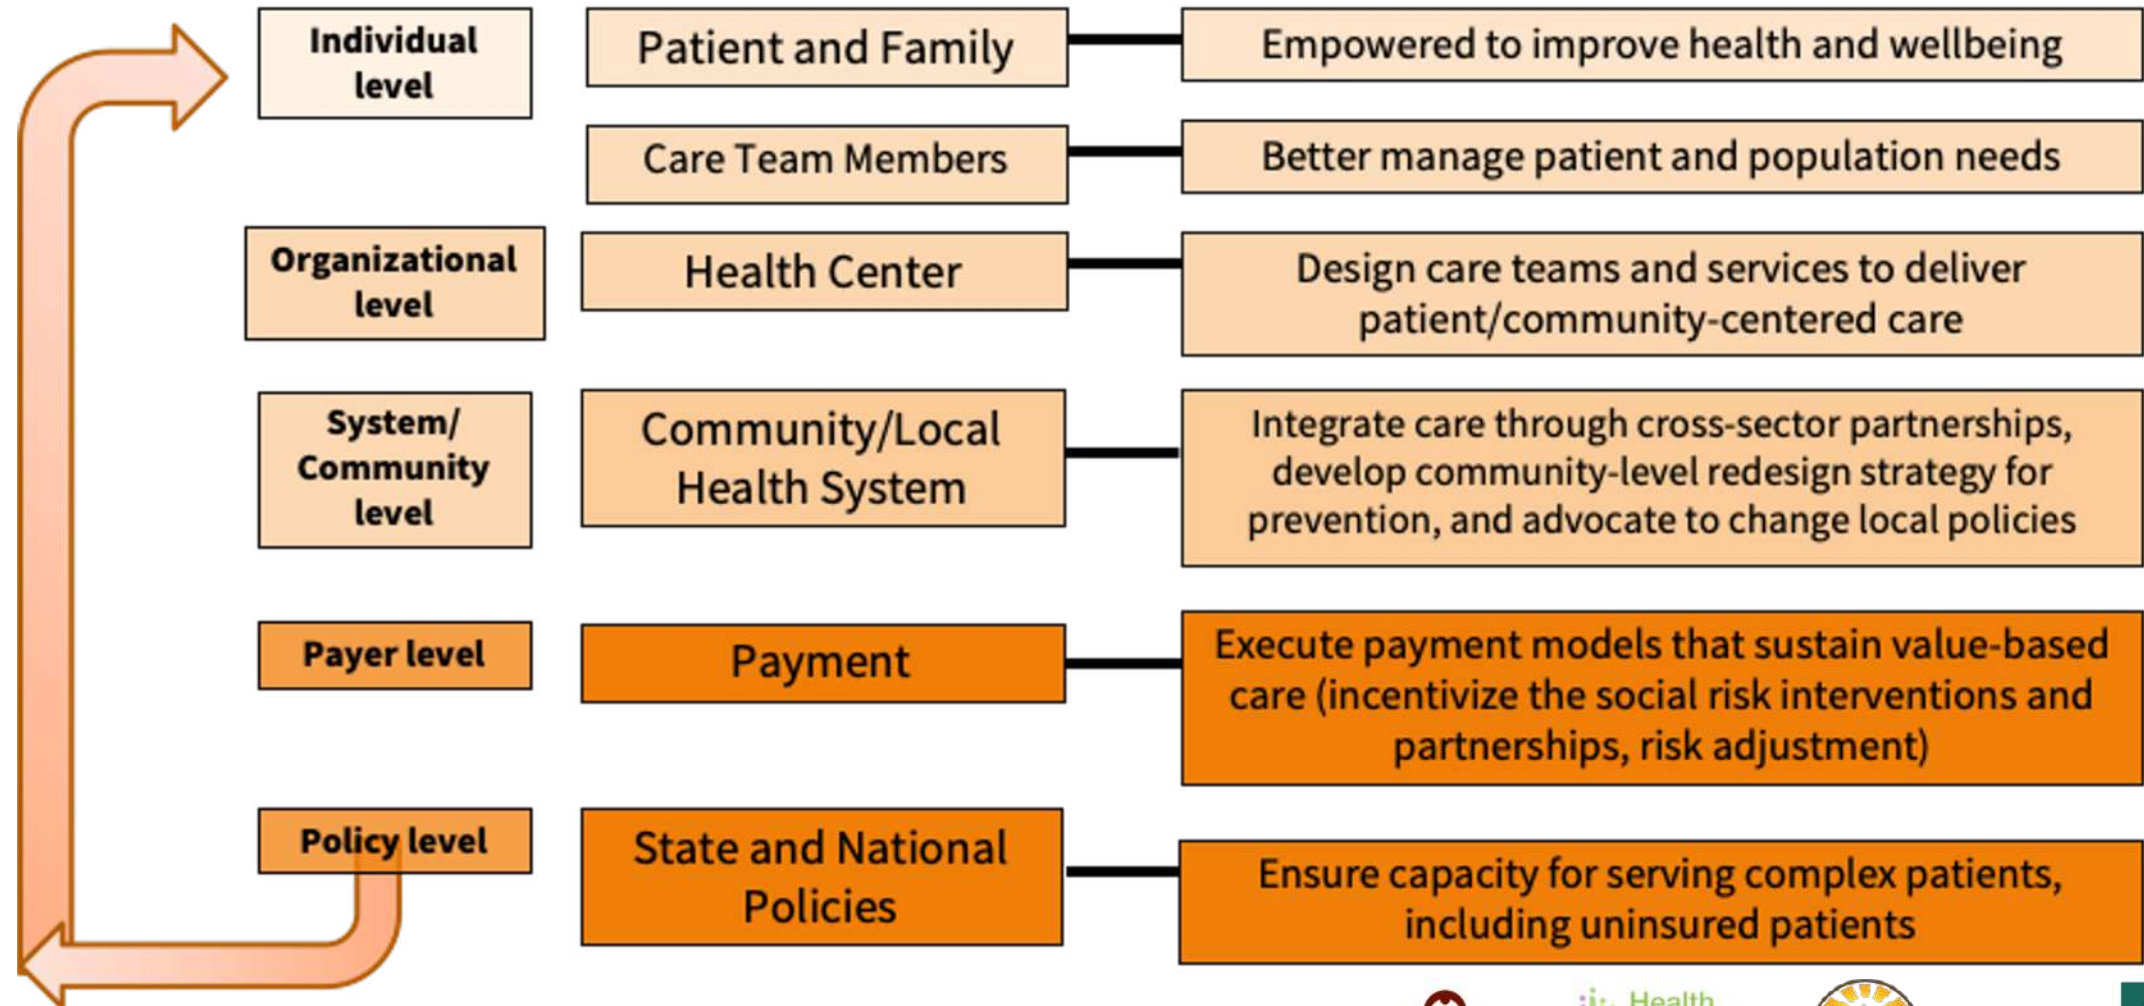 Individual
level
Patient and Family
Empowered to improve health and wellbeing
Care Team Members
Better manage patient and population needs
Organizational
level
Health Center
Design care teams and services to deliver
patient/community-centered care
System/
Community
level
Community/Local
Health System
Integrate care through cross-sector partnerships,
develop community-level redesign strategy for
prevention, and advocate to change local policies
Payer level
Payment
Execute payment models that sustain value-based
care (incentivize the social risk interventions and
partnerships, risk adjustment)
Policy level
State and National
Policies
Ensure capacity for serving complex patients,
including uninsured patients
Health